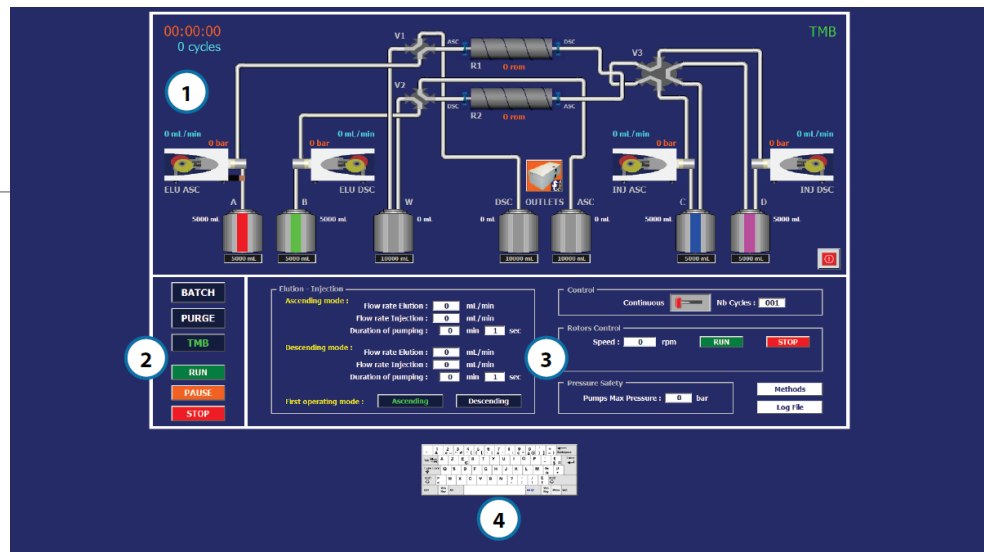 00:00:00
0 cycles
TMB
1
V1
ASC
DSC
R1
0 rpm
V3
V2
DSC
ASC
R2
0 rpm
0 mL/min
0 bar
ELU ASC
0 mL/min
0 bar
ELU DSC
0 mL/min
0 bar
INJ ASC
0 mL/min
0 bar
INJ DSC
A
B
W
DSC
OUTLETS
ASC
C
D
5000 mL
5000 mL
0 mL
0 mL
0 mL
5000 mL
5000 mL
5000 mL
5000 mL
10000 mL
10000 mL
10000 mL
5000 mL
5000 mL
BATCH
PURGE
TMB
2
RUN
PAUSE
STOP
Elution - Injection
Ascending mode :
Flow rate Elution : 0 mL/min
Flow rate Injection : 0 mL/min
Duration of pumping : 0 min 1 sec
Descending mode :
Flow rate Elution : 0 mL/min
Flow rate Injection : 0 mL/min
Duration of pumping : 0 min 1 sec
First operating mode : Ascending Descending
3
Control
Continuous Nb Cycles : 001
Rotors Control
Speed : 0 rpm RUN STOP
Pressure Safety
Pumps Max Pressure : 0 bar
Methods
Log File
4